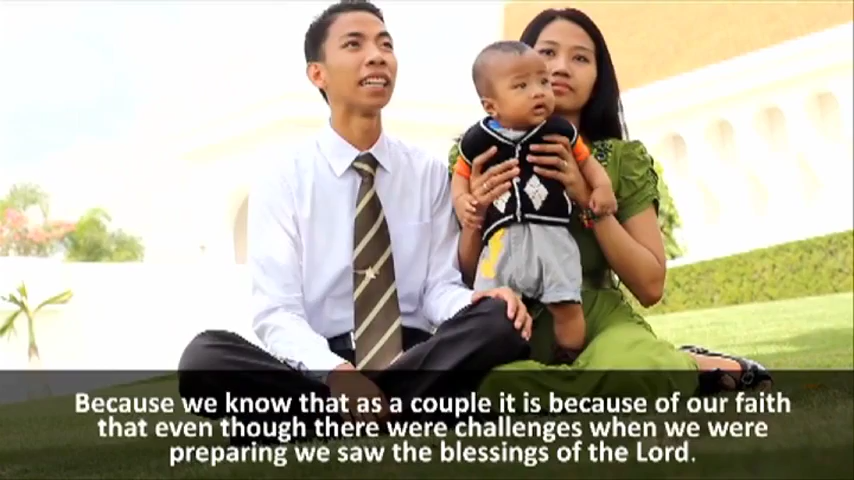 Because we know that as a couple it is because of our faith
that even though there were challenges when we were
preparing we saw the blessings of the Lord.